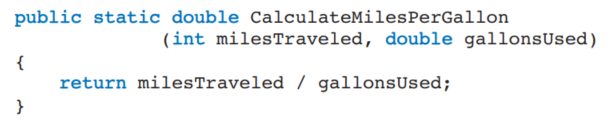 public static double CalculateMilesPerGallon
(int milesTraveled, double gallonsUsed)
{
return milesTraveled / gallonsUsed;
}